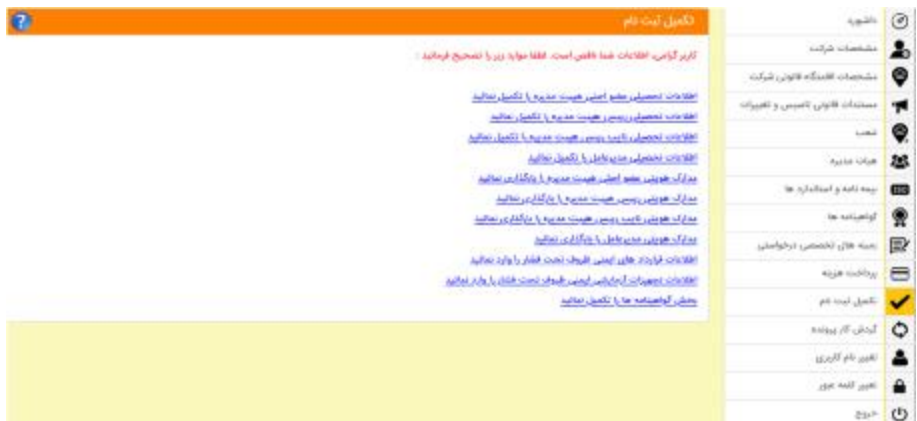 تکمیل ثبت نام
کاربر گرامی، اطلاعات شما ناقص است. لطفا موارد زیر را تصحیح فرمائید :
اطلاعات تحصیلی عضو اصلی هییت مدیره را تکمیل نمائید
اطلاعات تحصیلی رییس هییت مدیره را تکمیل نمائید
اطلاعات تحصیلی نایب رییس هییت مدیره را تکمیل نمائید
اطلاعات تحصیلی مدیرعامل را تکمیل نمائید
مدارک هویتی عضو اصلی هییت مدیره را بارگذاری نمائید
مدارک هویتی رییس هییت مدیره را بارگذاری نمائید
مدارک هویتی نایب رییس هییت مدیره را بارگذاری نمائید
مدارک هویتی مدیرعامل را بارگذاری نمائید
اطلاعات قرارداد های ایمنی ظروف تحت فشار را وارد نمائید
اطلاعات تجهیزات آزمایشی ایمنی ظروف تحت فشار را وارد نمائید
بخش گواهینامه ها را تکمیل نمائید
داشبورد
مشخصات شرکت
مشخصات اقامتگاه قانونی شرکت
مستندات قانونی تاسیس و تغییرات
شعب
هیات مدیره
بیمه نامه و استاندارد ها
گواهینامه ها
رسته های تخصصی درخواستی
پرداخت هزینه
تکمیل ثبت نام
گردش کار پرونده
تغییر نام کاربری
تغییر کلمه عبور
خروج